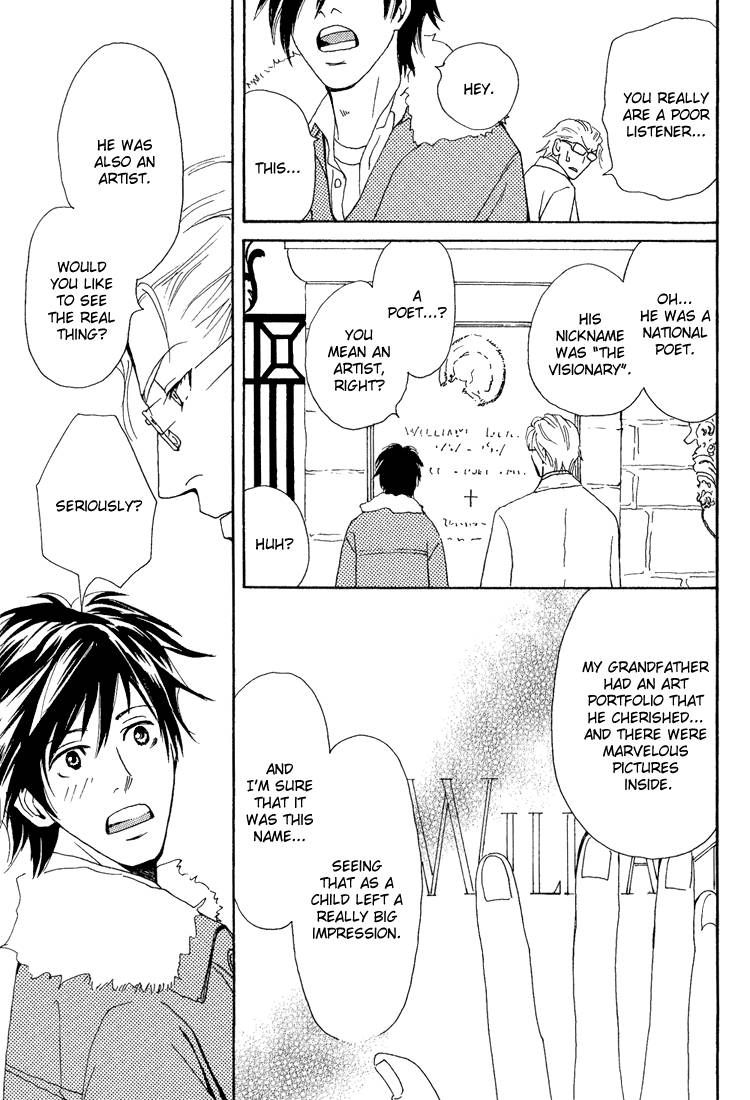 YOU REALLY
ARE A POOR
LISTENER...
HEY.
THIS...
OH...
HE WAS A
NATIONAL
POET.
HIS
NICKNAME
WAS "THE
VISIONARY".
A
POET...?
YOU
MEAN AN
ARTIST,
RIGHT?
HUH?
WILLIAM
MY GRANDFATHER
HAD AN ART
PORTFOLIO THAT
HE CHERISHED...
AND THERE WERE
MARVELOUS
PICTURES
INSIDE.
AND
I'M SURE
THAT IT
WAS THIS
NAME...
SEEING
THAT AS A
CHILD LEFT A
REALLY BIG
IMPRESSION.
WILLIA
HE WAS
ALSO AN
ARTIST.
WOULD
YOU LIKE
TO SEE
THE REAL
THING?
SERIOUSLY?